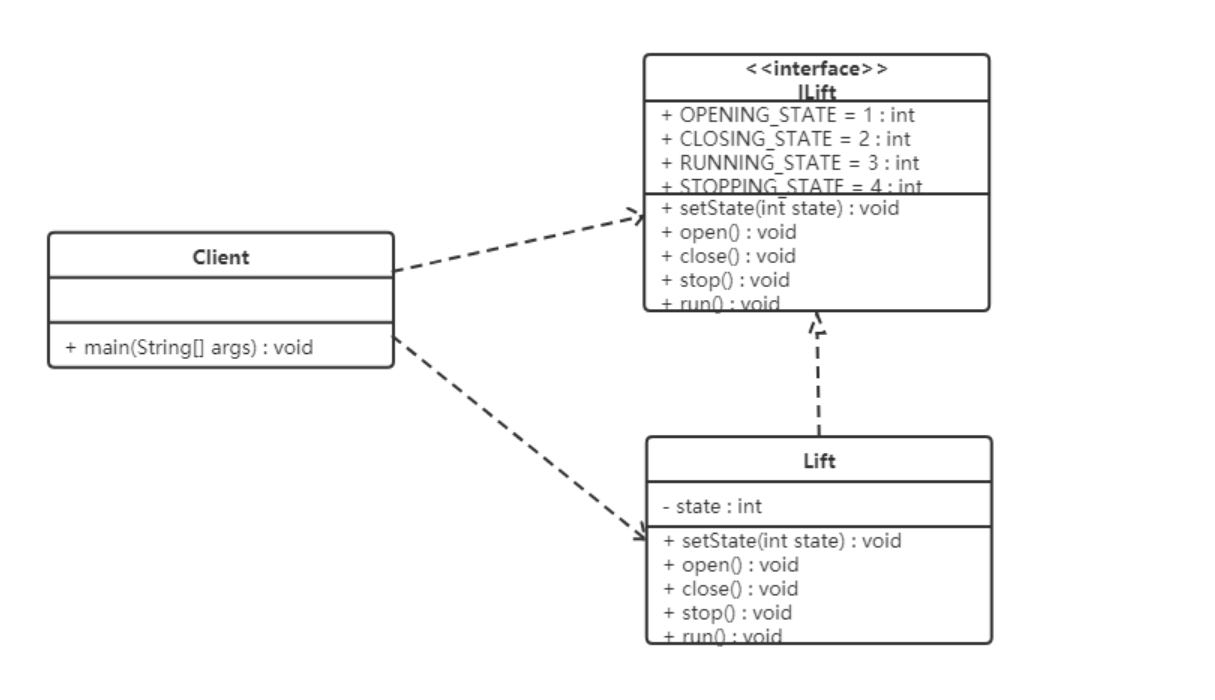 Client
+ main(String[] args) : void
<<interface>>
ILift
+ OPENING_STATE = 1 : int
+ CLOSING_STATE = 2 : int
+ RUNNING_STATE = 3 : int
+ STOPPING_STATE = 4 : int
+ setState(int state) : void
+ open() : void
+ close() : void
+ stop() : void
+ run() : void
Lift
- state : int
+ setState(int state) : void
+ open() : void
+ close() : void
+ stop() : void
+ run() : void